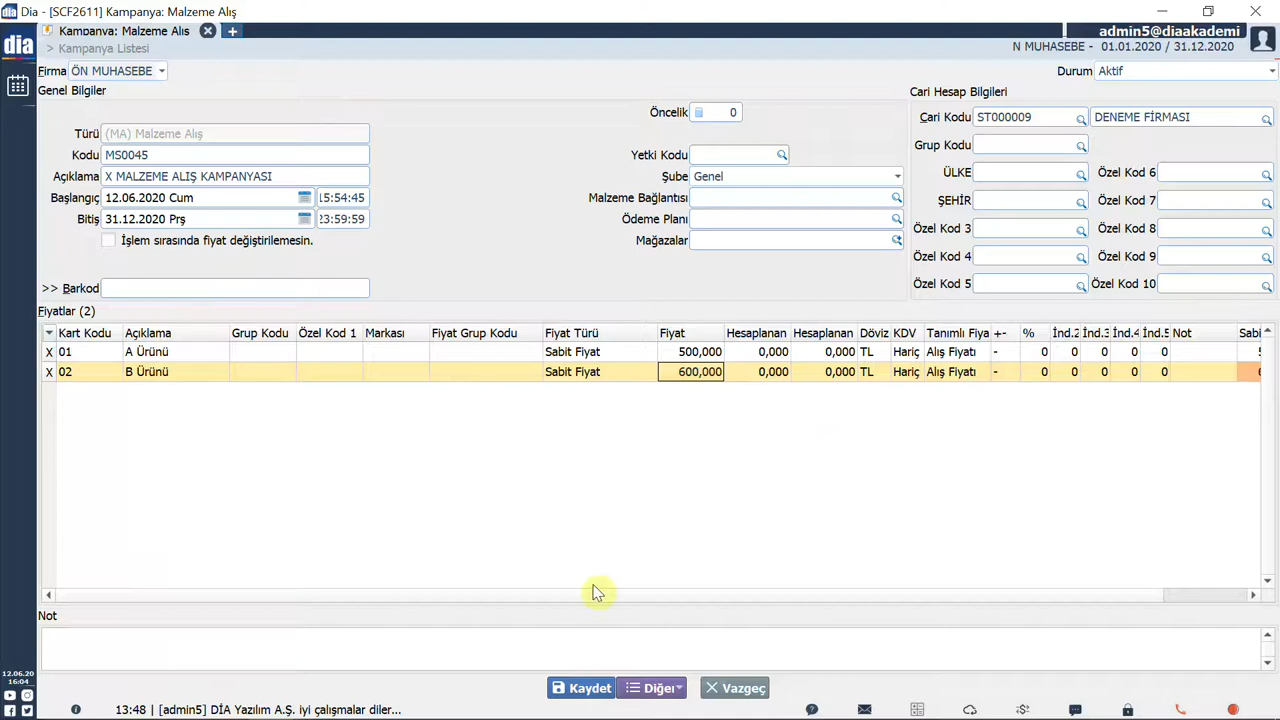 Dia - [SCF2611] Kampanya: Malzeme Alış
dia Kampanya: Malzeme Alış admin5@diaakademi
> Kampanya Listesi N MUHASEBE - 01.01.2020 / 31.12.2020
Firma ÖN MUHASEBE Durum Aktif
Genel Bilgiler Cari Hesap Bilgileri
Öncelik 0 Cari Kodu ST000009 DENEME FİRMASI
Türü (MA) Malzeme Alış Grup Kodu
Kodu MS0045 Yetki Kodu
Açıklama X MALZEME ALIŞ KAMPANYASI Şube Genel ÜLKE Özel Kod 6
Başlangıç 12.06.2020 Cum 15:54:45 Malzeme Bağlantısı ŞEHİR Özel Kod 7
Bitiş 31.12.2020 Prş 23:59:59 Ödeme Planı Özel Kod 3 Özel Kod 8
İşlem sırasında fiyat değiştirilemesin. Mağazalar Özel Kod 4 Özel Kod 9
>> Barkod Özel Kod 5 Özel Kod 10
Fiyatlar (2)
Kart Kodu Açıklama Grup Kodu Özel Kod 1 Markası Fiyat Grup Kodu Fiyat Türü Fiyat Hesaplanan Hesaplanan Döviz KDV Tanımlı Fiya +- % İnd.2 İnd.3 İnd.4 İnd.5 Not Sabi
X 01 A Ürünü Sabit Fiyat 500,000 0,000 0,000 TL Hariç Alış Fiyatı - 0 0 0 0 0
X 02 B Ürünü Sabit Fiyat 600,000 0,000 0,000 TL Hariç Alış Fiyatı - 0 0 0 0 0
Not
Kaydet Diğer Vazgeç
12.06.20
16:04
13:48 | [admin5] DİA Yazılım A.Ş. iyi çalışmalar diler...